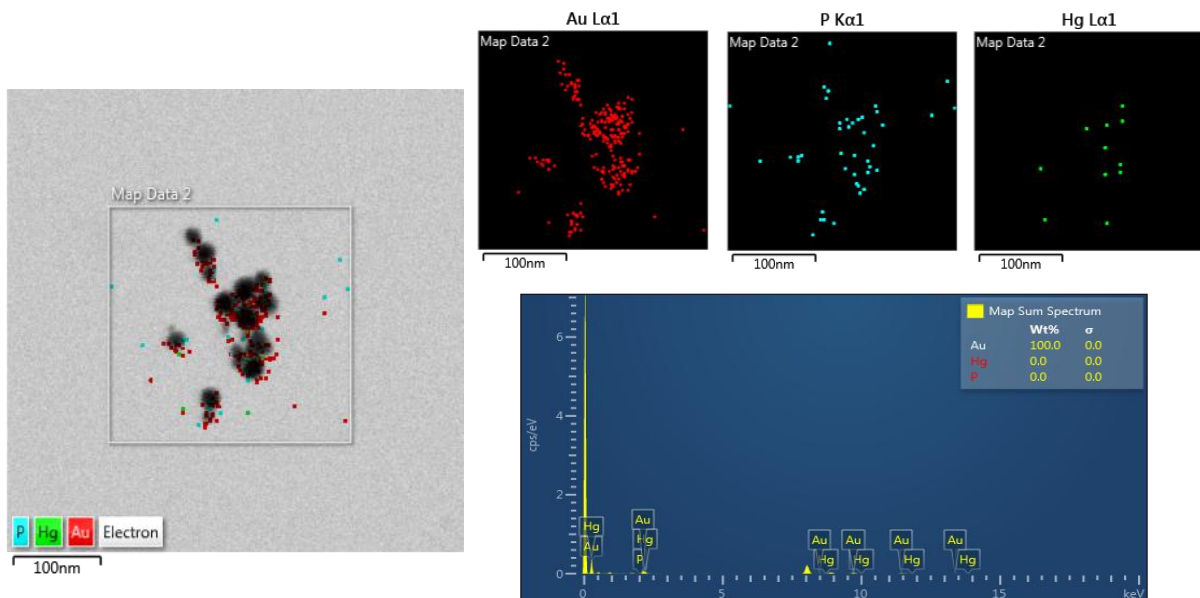 Map Data 2
P Hg Au Electron
100nm
Au Lα1
Map Data 2
100nm
P Kα1
Map Data 2
100nm
Hg Lα1
Map Data 2
100nm
Map Sum Spectrum
Wt% σ
Au 100.0 0.0
Hg 0.0 0.0
P 0.0 0.0
cps/eV
6
4
2
0
Hg
Au
Au
Hg
P
Au
Hg
Au
Hg
Au
Hg
Au
Hg
0 5 10 15 keV